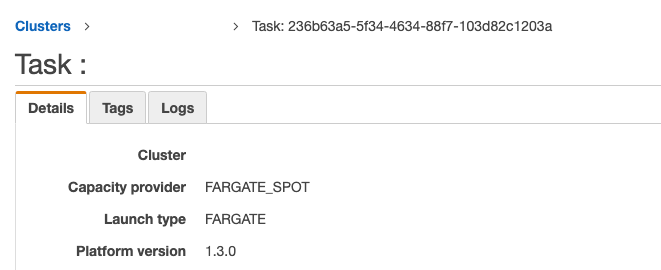 Clusters > > Task: 236b63a5-5f34-4634-88f7-103d82c1203a
Task :
Details Tags Logs
Cluster
Capacity provider FARGATE_SPOT
Launch type FARGATE
Platform version 1.3.0